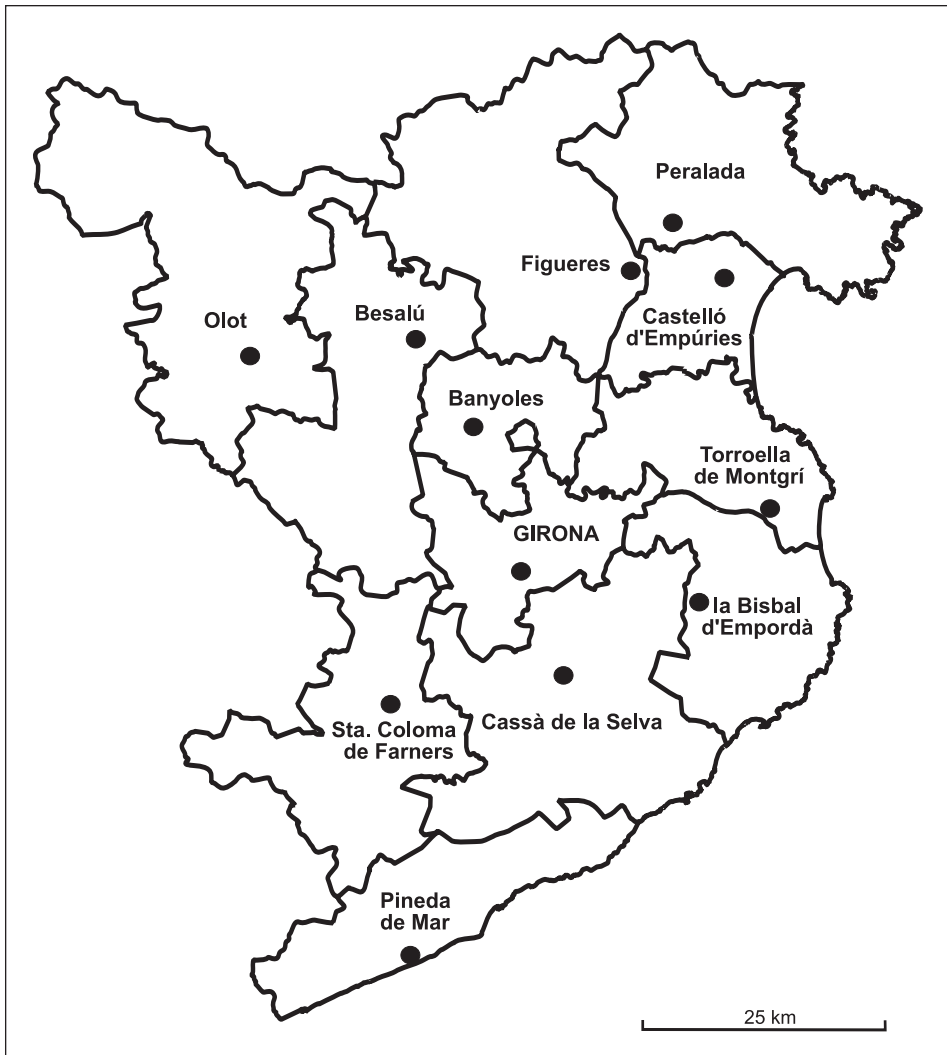 Peralada
Figueres
Olot
Besalú
Castelló
d'Empúries
Banyoles
Torroella
de Montgrí
GIRONA
la Bisbal
d'Empordà
Sta. Coloma
de Farners
Cassà de la Selva
Pineda
de Mar
25 km